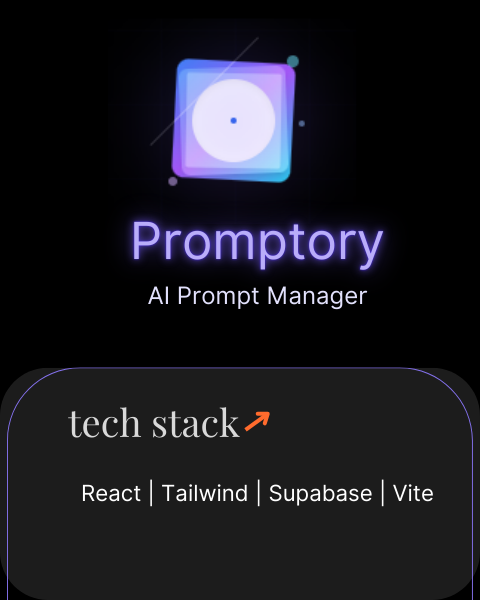 Promptory
AI Prompt Manager
tech stack
React | Tailwind | Supabase | Vite